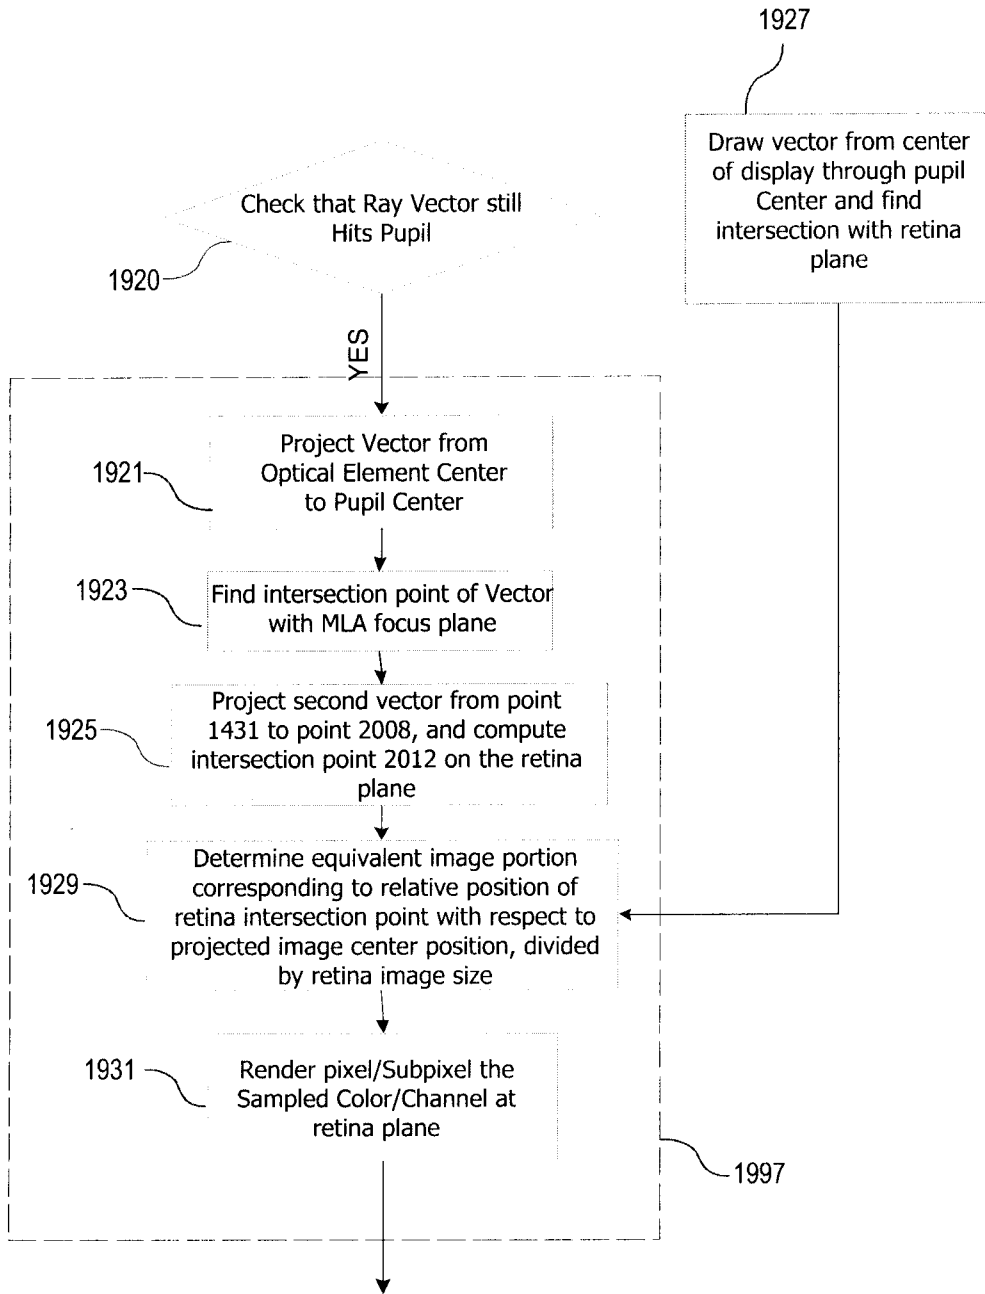 1927
Draw vector from center
of display through pupil
Center and find
intersection with retina
plane
Check that Ray Vector still
Hits Pupil
1920
YES
Project Vector from
Optical Element Center
to Pupil Center
1921
Find intersection point of Vector
with MLA focus plane
1923
Project second vector from point
1431 to point 2008, and compute
intersection point 2012 on the retina
plane
1925
Determine equivalent image portion
corresponding to relative position of
retina intersection point with respect to
projected image center position, divided
by retina image size
1929
Render pixel/Subpixel the
Sampled Color/Channel at
retina plane
1931
1997